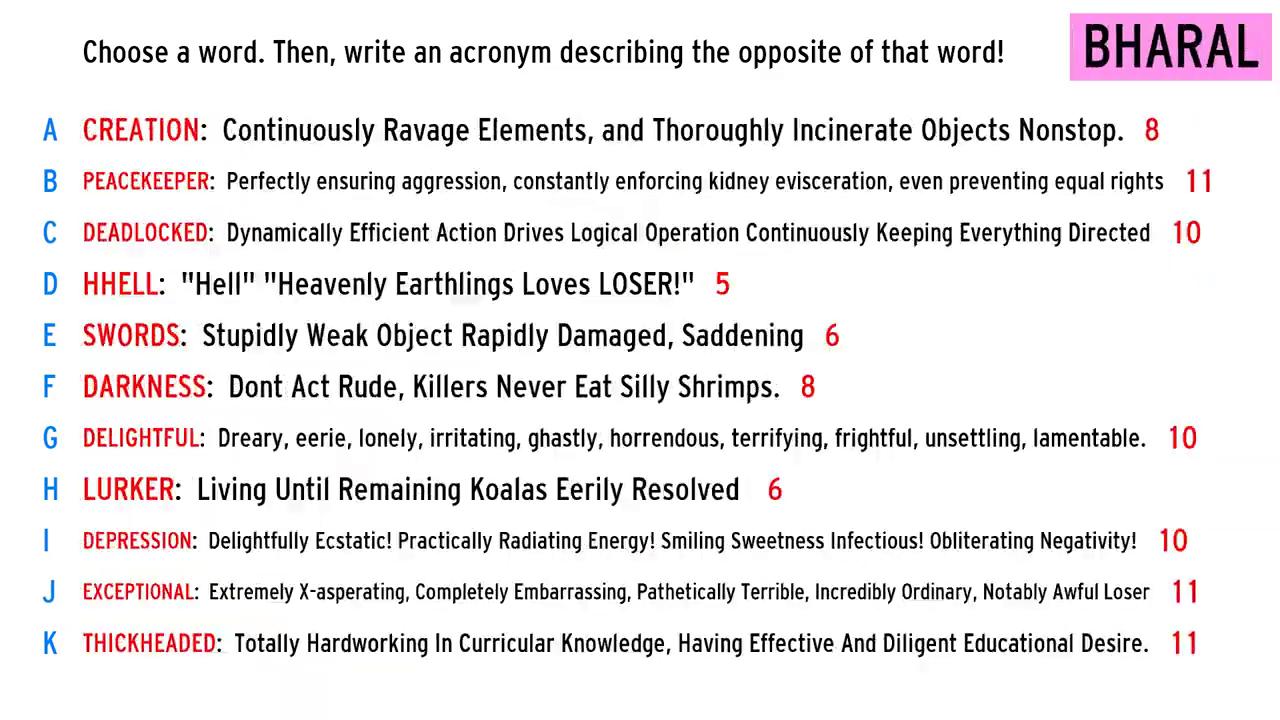 Choose a word. Then, write an acronym describing the opposite of that word!
BHARAL
A CREATION: Continuously Ravage Elements, and Thoroughly Incinerate Objects Nonstop. 8
B PEACEKEEPER: Perfectly ensuring aggression, constantly enforcing kidney evisceration, even preventing equal rights 11
C DEADLOCKED: Dynamically Efficient Action Drives Logical Operation Continuously Keeping Everything Directed 10
D HHELL: "Hell" "Heavenly Earthlings Loves LOSER!" 5
E SWORDS: Stupidly Weak Object Rapidly Damaged, Saddening 6
F DARKNESS: Dont Act Rude, Killers Never Eat Silly Shrimps. 8
G DELIGHTFUL: Dreary, eerie, lonely, irritating, ghastly, horrendous, terrifying, frightful, unsettling, lamentable. 10
H LURKER: Living Until Remaining Koalas Eerily Resolved 6
I DEPRESSION: Delightfully Ecstatic! Practically Radiating Energy! Smiling Sweetness Infectious! Obliterating Negativity! 10
J EXCEPTIONAL: Extremely X-asperating, Completely Embarrassing, Pathetically Terrible, Incredibly Ordinary, Notably Awful Loser 11
K THICKHEADED: Totally Hardworking In Curricular Knowledge, Having Effective And Diligent Educational Desire. 11